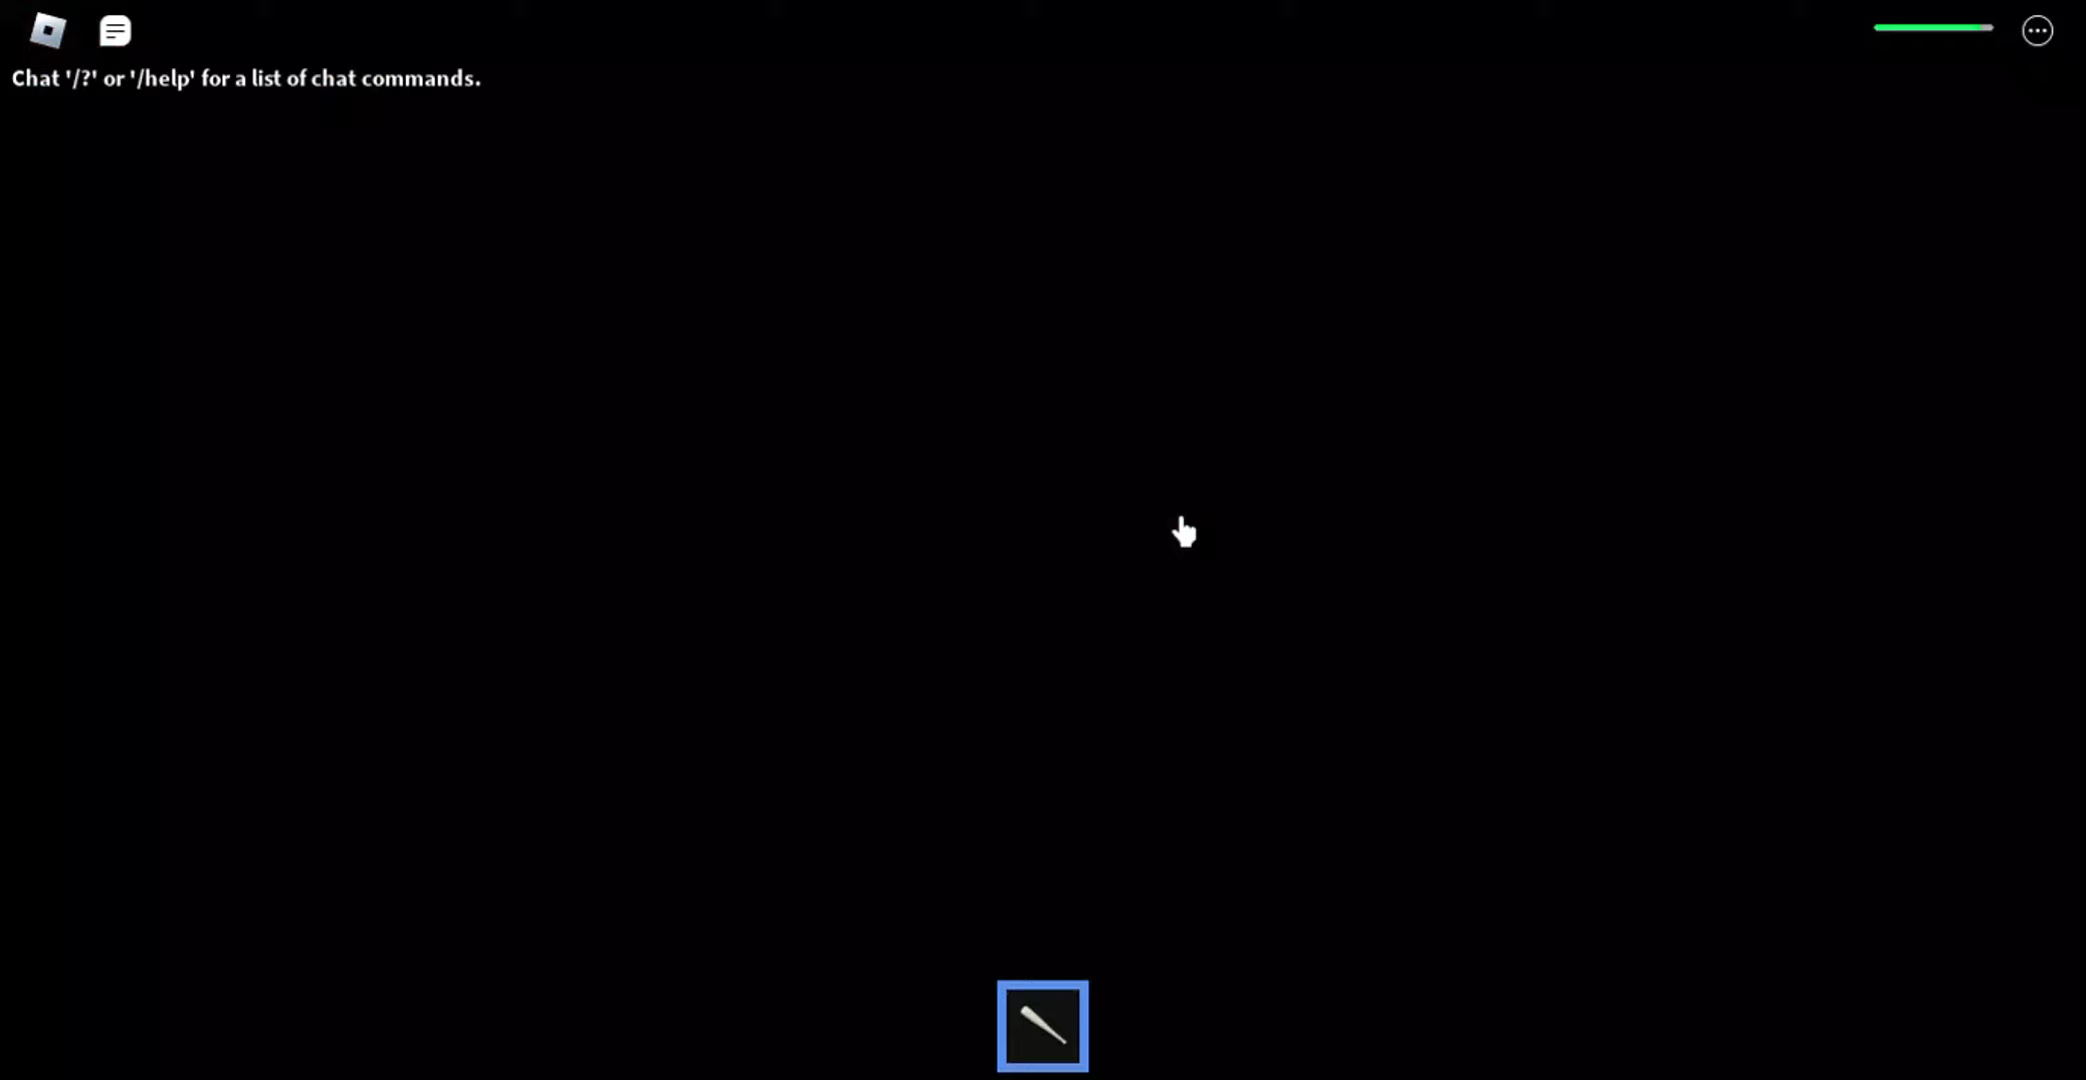 Chat '/?' or '/help' for a list of chat commands.